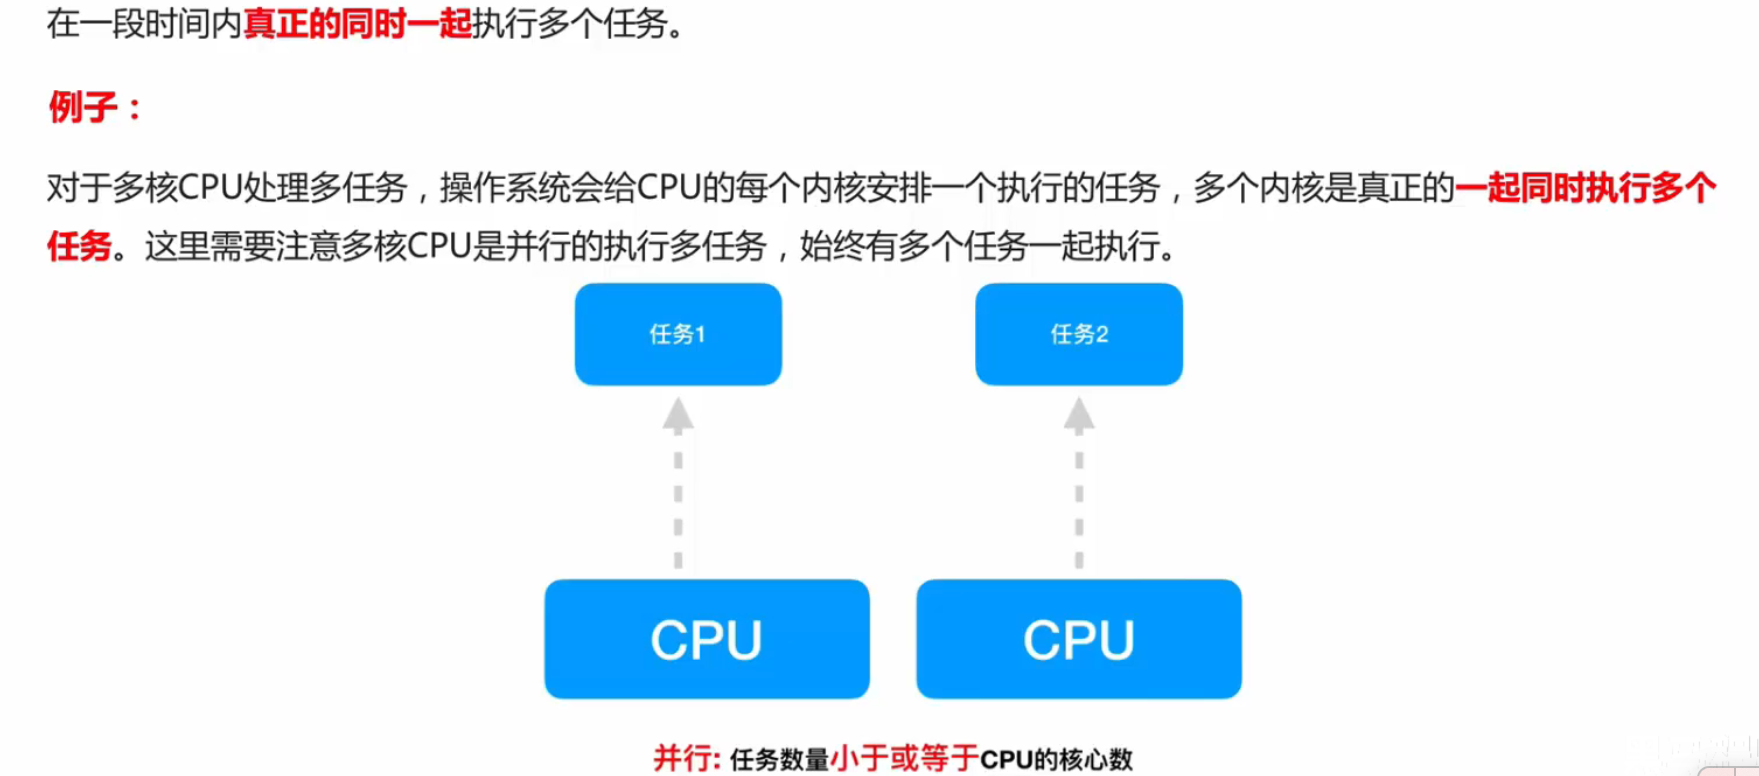 在一段时间内真正的同时一起执行多个任务。
例子：
对于多核CPU处理多任务，操作系统会给CPU的每个内核安排一个执行的任务，多个内核是真正的一起同时执行多个
任务。这里需要注意多核CPU是并行的执行多任务，始终有多个任务一起执行。
任务1
任务2
CPU
CPU
并行: 任务数量小于或等于CPU的核心数